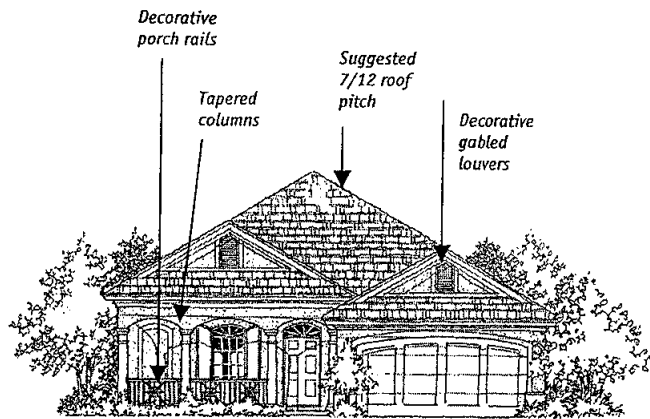 Decorative
porch rails
Suggested
7/12 roof
pitch
Tapered
columns
Decorative
gabled
louvers